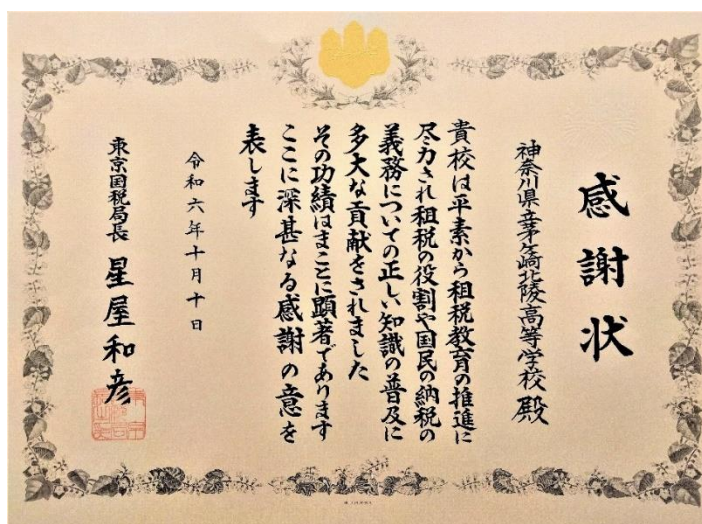 感謝状
神奈川県立茅ケ崎北陵高等学校 殿
貴校は平素から租税教育の推進に
尽力され租税の役割や国民の納税の
義務についての正しい知識の普及に
多大な貢献をされました
その功績はまことに顕著であります
ここに深甚なる感謝の意を
表します
令和六年十月十日
東京国税局長 星屋和彦